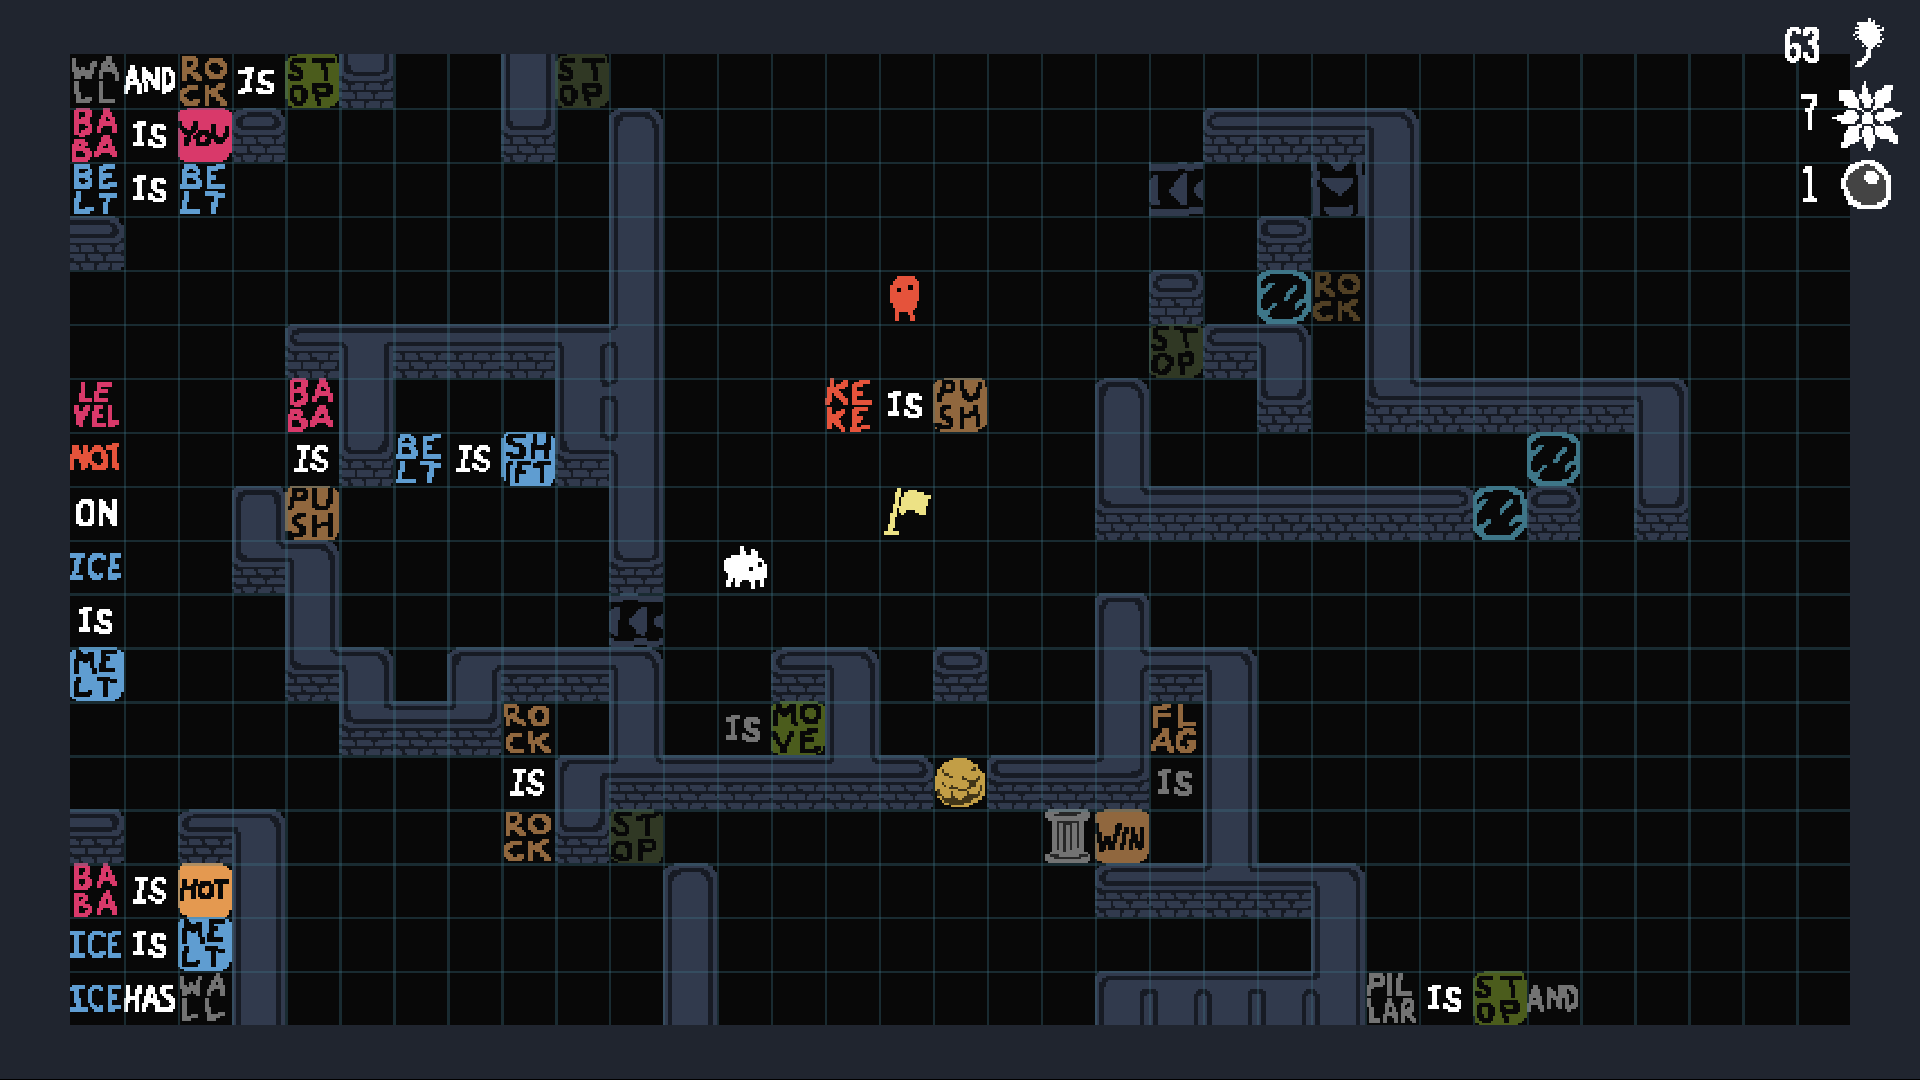 63
WALL AND ROCK IS STOP STOP
BABA IS YOU
7
BELT IS BELT
1
ROCK
STOP
LEVEL BABA KEKE IS PUSH
NOT IS BELT IS SHIFT
ON PUSH
ICE
IS
MELT
ROCK IS MOVE FLAG
IS IS
ROCK STOP WIN
BABA IS HOT
ICE IS MELT
ICE HAS WALL PILLAR IS STOP AND